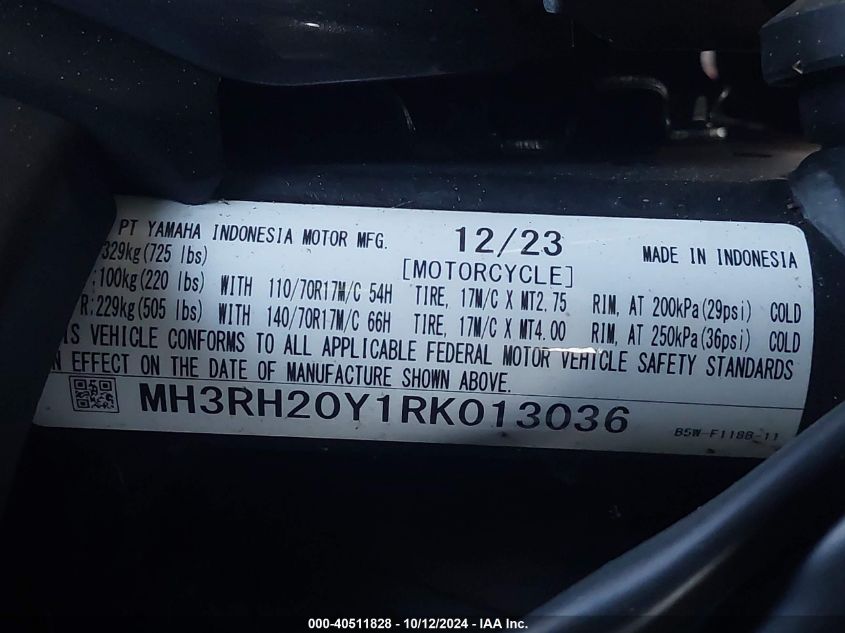 PT YAMAHA INDONESIA MOTOR MFG. 12/23 MADE IN INDONESIA
329kg(725 lbs) [MOTORCYCLE]
:100kg(220 lbs) WITH 110/70R17M/C 54H TIRE, 17M/C X MT2.75 RIM, AT 200kPa(29psi) COLD
R:229kg(505 lbs) WITH 140/70R17M/C 66H TIRE, 17M/C X MT4.00 RIM, AT 250kPa(36psi) COLD
IS VEHICLE CONFORMS TO ALL APPLICABLE FEDERAL MOTOR VEHICLE SAFETY STANDARDS
N EFFECT ON THE DATE OF MANUFACTURE SHOWN ABOVE.
MH3RH20Y1RK013036 B5W-F118B-11
000-40511828 - 10/12/2024 - IAA Inc.